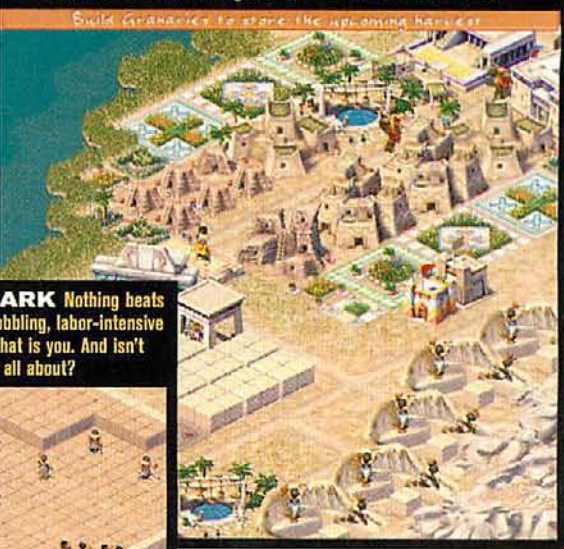 Build Granaries to store the upcoming harvest
ARK Nothing beats
bbling, labor-intensive
hat is you. And isn't
all about?